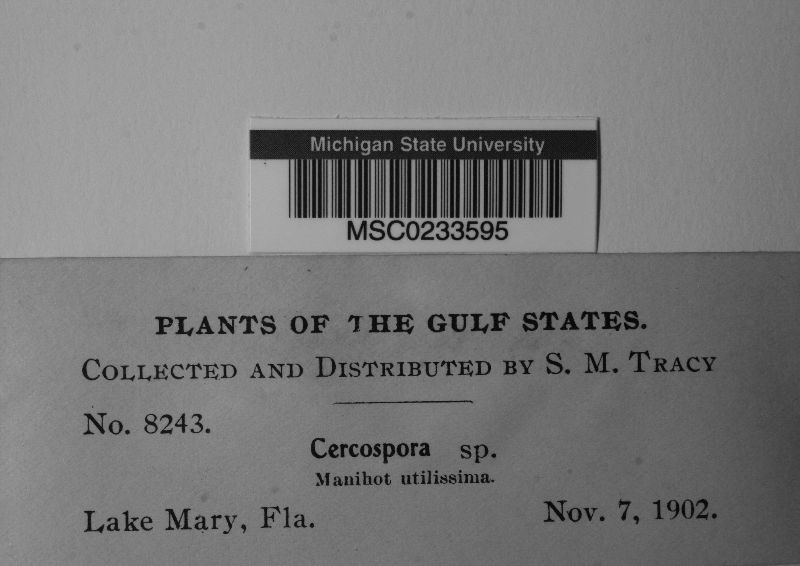 Michigan State University
MSC0233595
PLANTS OF THE GULF STATES.
COLLECTED AND DISTRIBUTED BY S. M. TRACY
No. 8243.
Cercospora sp.
Manihot utilissima.
Lake Mary, Fla. Nov. 7, 1902.